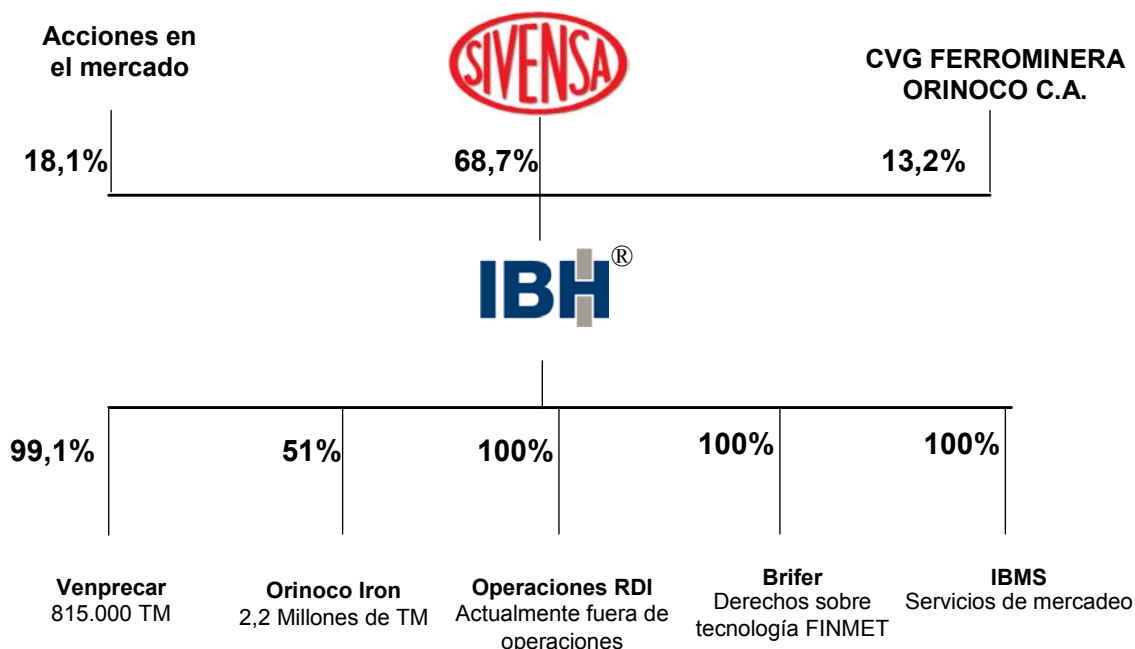 Acciones en
el mercado
SIVENSA
CVG FERROMINERA
ORINOCO C.A.
18,1%
68,7%
13,2%
IBH®
99,1%
51%
100%
100%
100%
Venprecar
815.000 TM
Orinoco Iron
2,2 Millones de TM
Operaciones RDI
Actualmente fuera de
operaciones
Brifer
Derechos sobre
tecnología FINMET
IBMS
Servicios de mercadeo